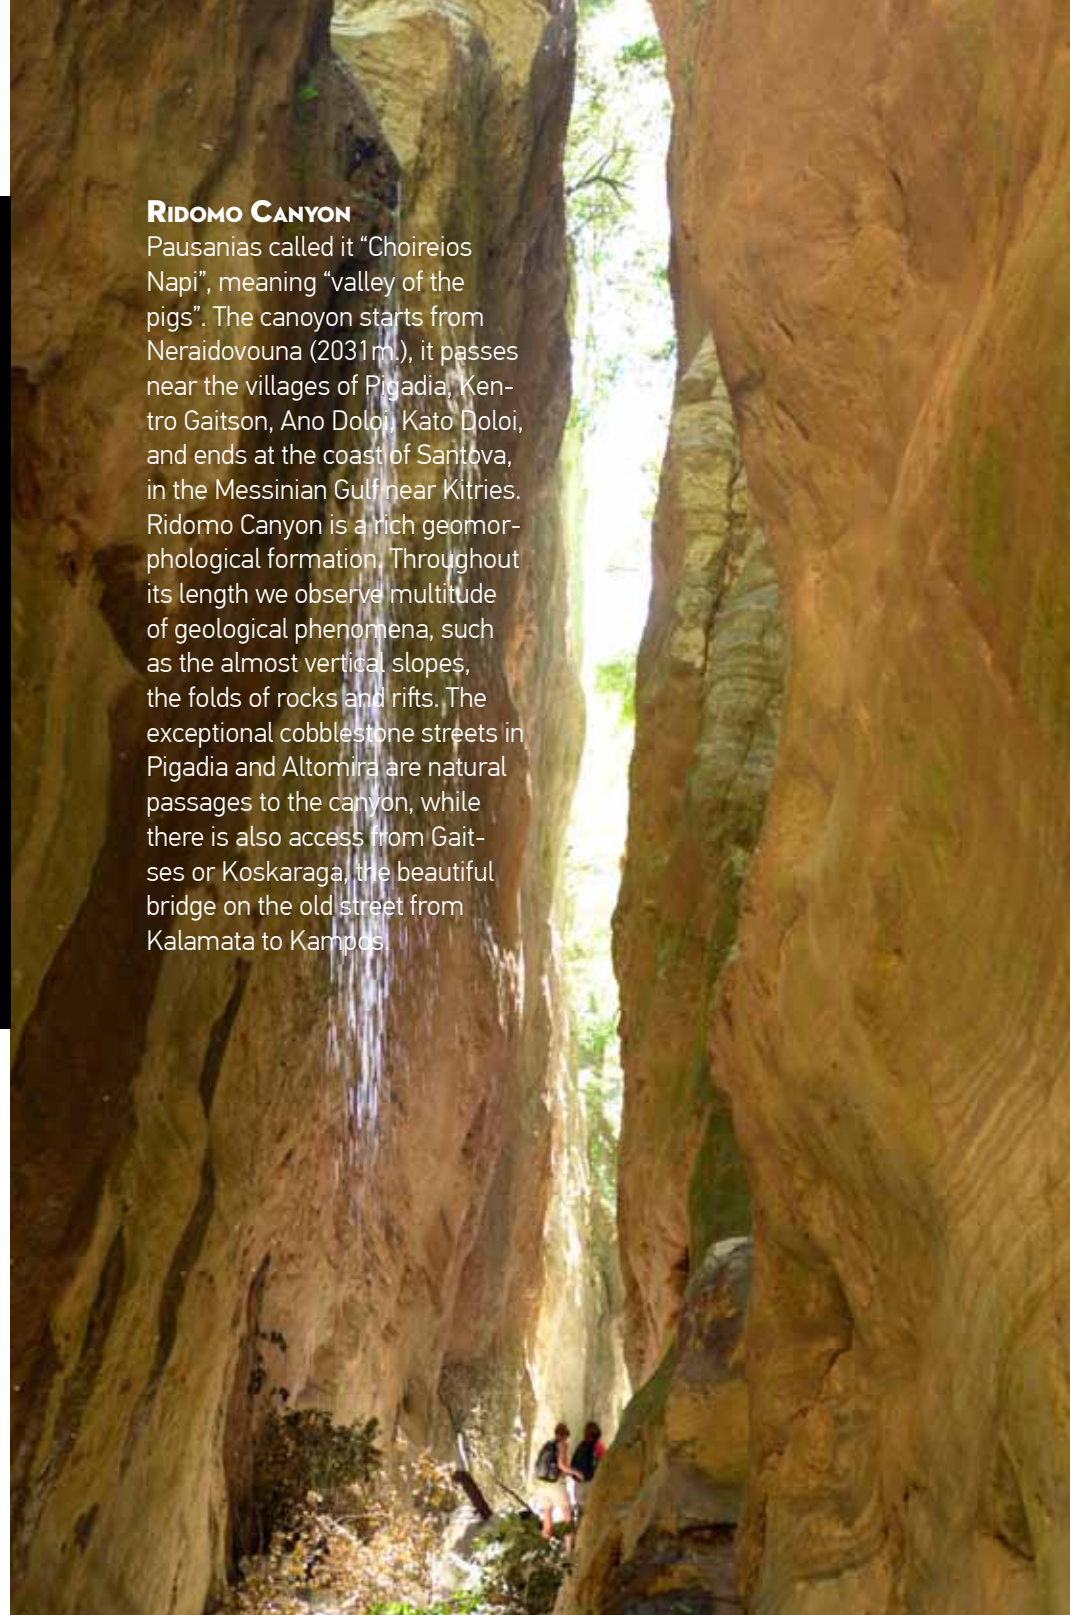 Ridomo Canyon
Pausanias called it “Choireios
Napi”, meaning “valley of the
pigs”. The canoyon starts from
Neraidovouna (2031m.), it passes
near the villages of Pigadia, Ken-
tro Gaitson, Ano Doloi, Kato Doloi,
and ends at the coast of Santova,
in the Messinian Gulf near Kitries.
Ridomo Canyon is a rich geomor-
phological formation. Throughout
its length we observe multitude
of geological phenomena, such
as the almost vertical slopes,
the folds of rocks and rifts. The
exceptional cobblestone streets in
Pigadia and Altomira are natural
passages to the canyon, while
there is also access from Gait-
ses or Koskaraga, the beautiful
bridge on the old street from
Kalamata to Kampos.